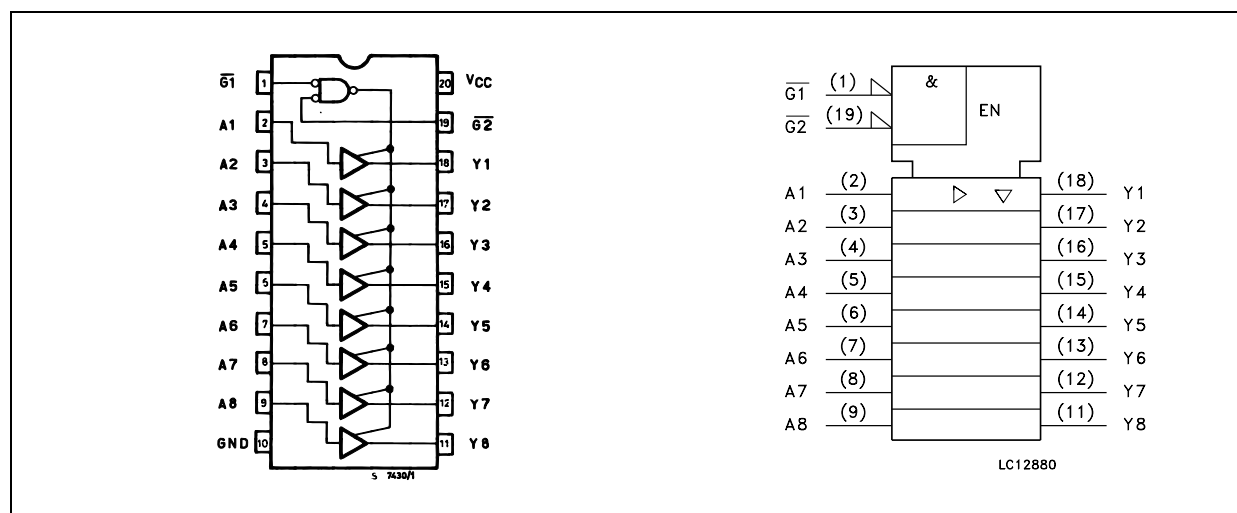 G1 1 20 VCC
A1 2 19 G2
A2 3 18 Y1
A3 4 17 Y2
A4 5 16 Y3
A5 6 15 Y4
A6 7 14 Y5
A7 8 13 Y6
A8 9 12 Y7
GND 10 11 Y8
S 7430/1
&
EN
G1 (1)
G2 (19)
A1 (2) (18) Y1
A2 (3) (17) Y2
A3 (4) (16) Y3
A4 (5) (15) Y4
A5 (6) (14) Y5
A6 (7) (13) Y6
A7 (8) (12) Y7
A8 (9) (11) Y8
LC12880